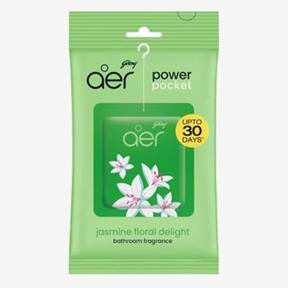 Godrej
aer
power
pocket
UPTO
30
DAYS*
Godrej
aer
jasmine floral delight
bathroom fragrance